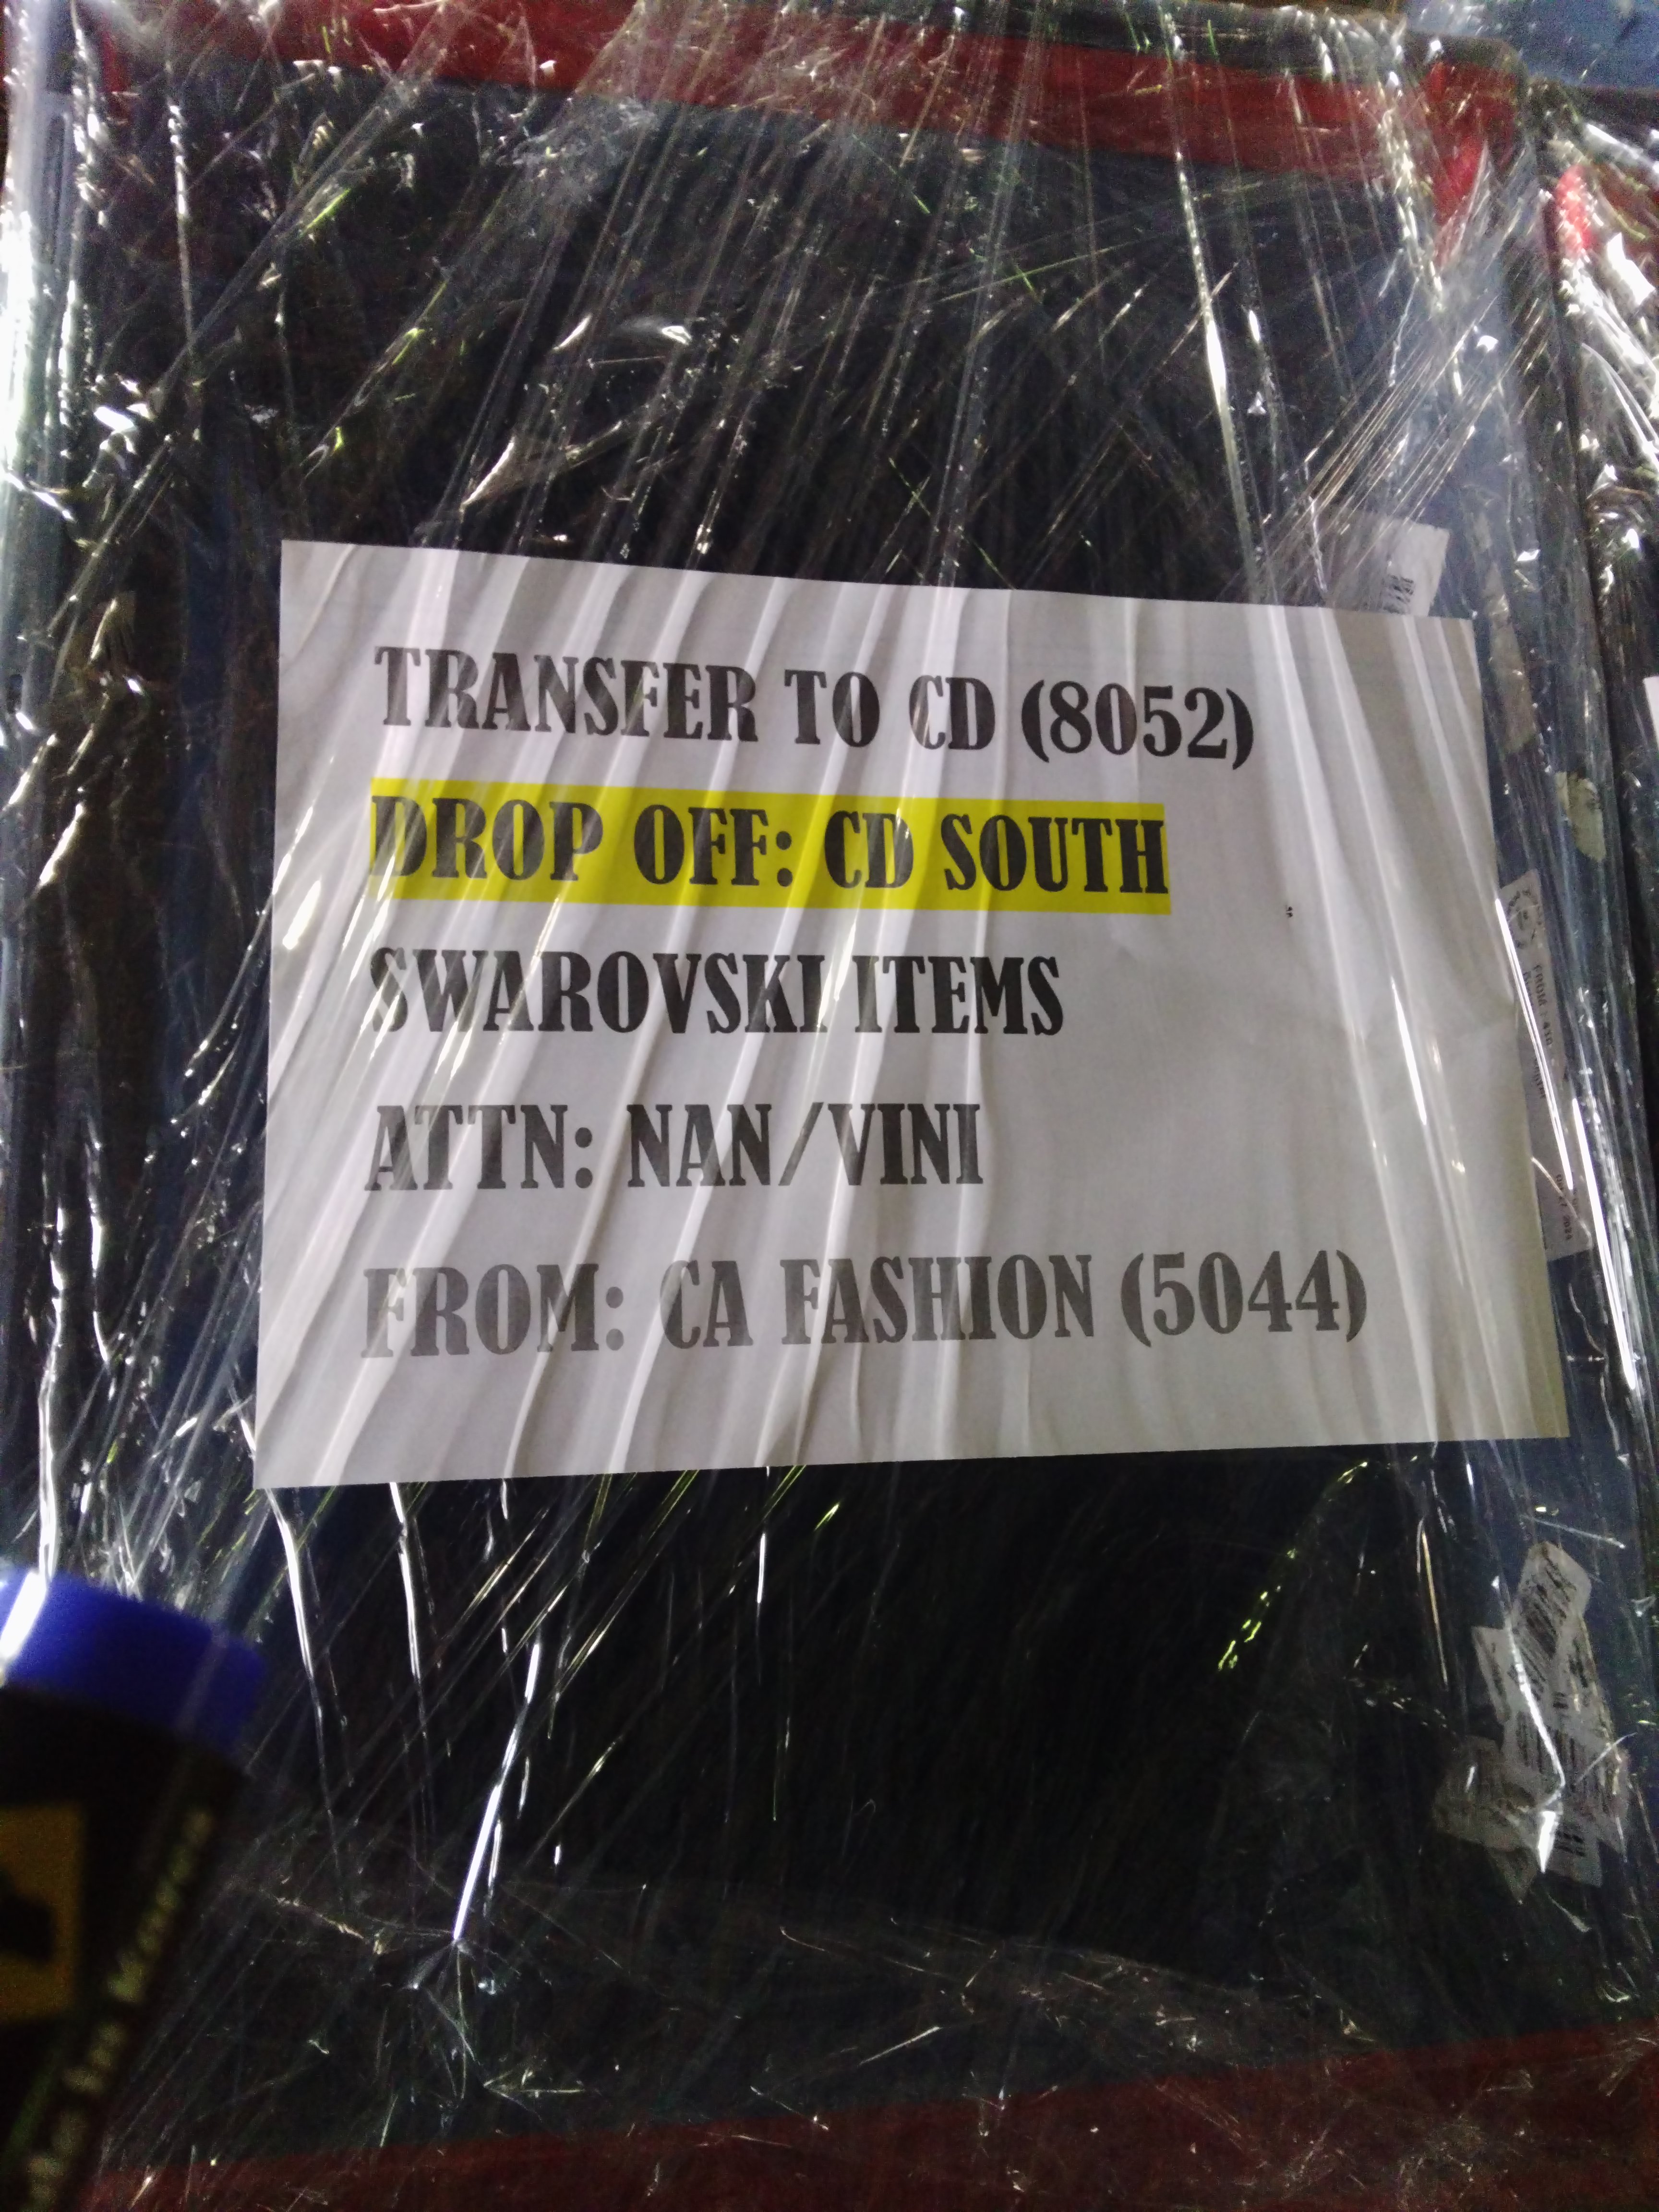 TRANSFER TO CD (8052)
DROP OFF: CD SOUTH
SWAROVSKI ITEMS
ATTN: NAN/VINI
FROM: CA FASHION (5044)